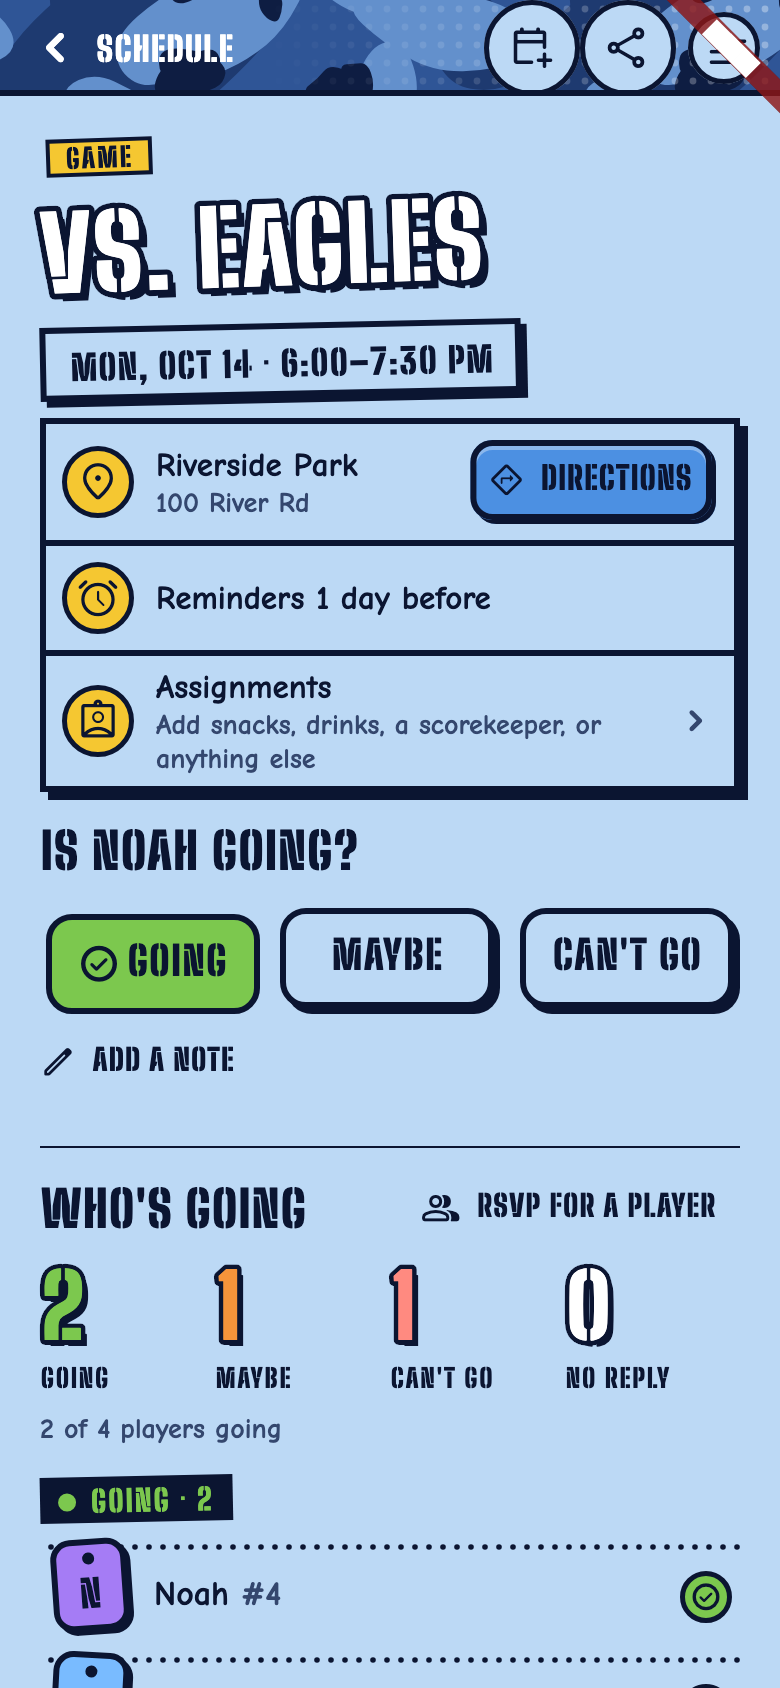 SCHEDULE
GAME
VS. EAGLES
MON, OCT 14 · 6:00–7:30 PM
Riverside Park
100 River Rd
DIRECTIONS
Reminders 1 day before
Assignments
Add snacks, drinks, a scorekeeper, or
anything else
IS NOAH GOING?
GOING
MAYBE
CAN'T GO
ADD A NOTE
WHO'S GOING
RSVP FOR A PLAYER
2
1
1
0
GOING
MAYBE
CAN'T GO
NO REPLY
2 of 4 players going
GOING · 2
N
Noah #4